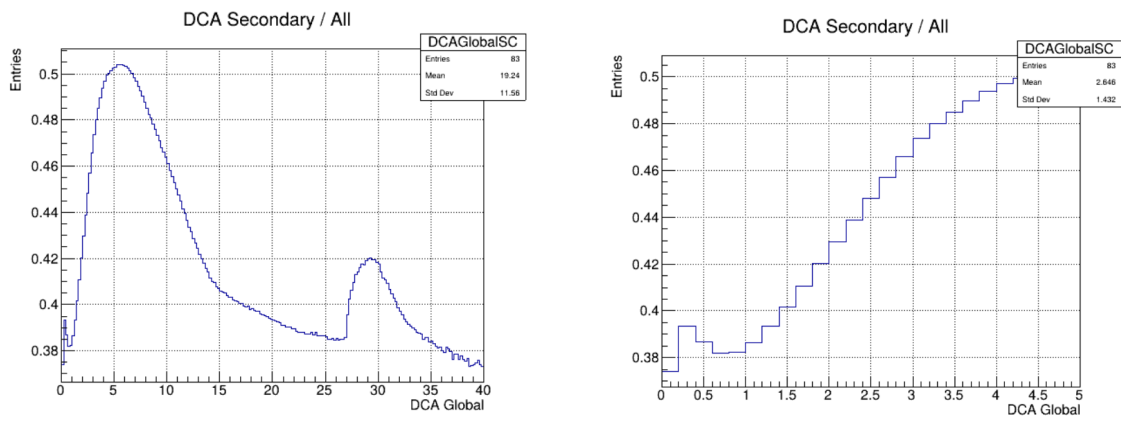 DCA Secondary / All
Entries
DCAGlobalSC
Entries 83
Mean 19.24
Std Dev 11.56
0.5
0.48
0.46
0.44
0.42
0.4
0.38
0 5 10 15 20 25 30 35 40
DCA Global
DCA Secondary / All
Entries
DCAGlobalSC
Entries 83
Mean 2.646
Std Dev 1.432
0.5
0.48
0.46
0.44
0.42
0.4
0.38
0 0.5 1 1.5 2 2.5 3 3.5 4 4.5 5
DCA Global